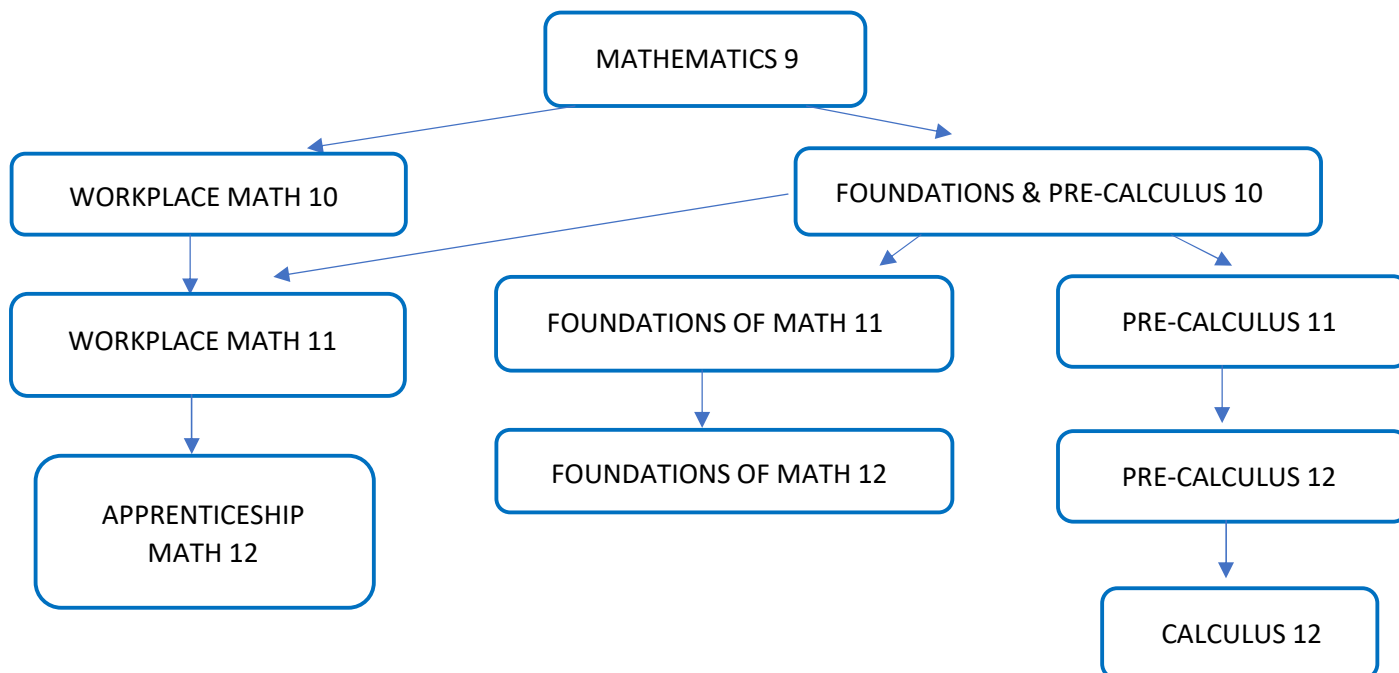 MATHEMATICS 9
WORKPLACE MATH 10
FOUNDATIONS & PRE-CALCULUS 10
WORKPLACE MATH 11
FOUNDATIONS OF MATH 11
PRE-CALCULUS 11
APPRENTICESHIP
MATH 12
FOUNDATIONS OF MATH 12
PRE-CALCULUS 12
CALCULUS 12